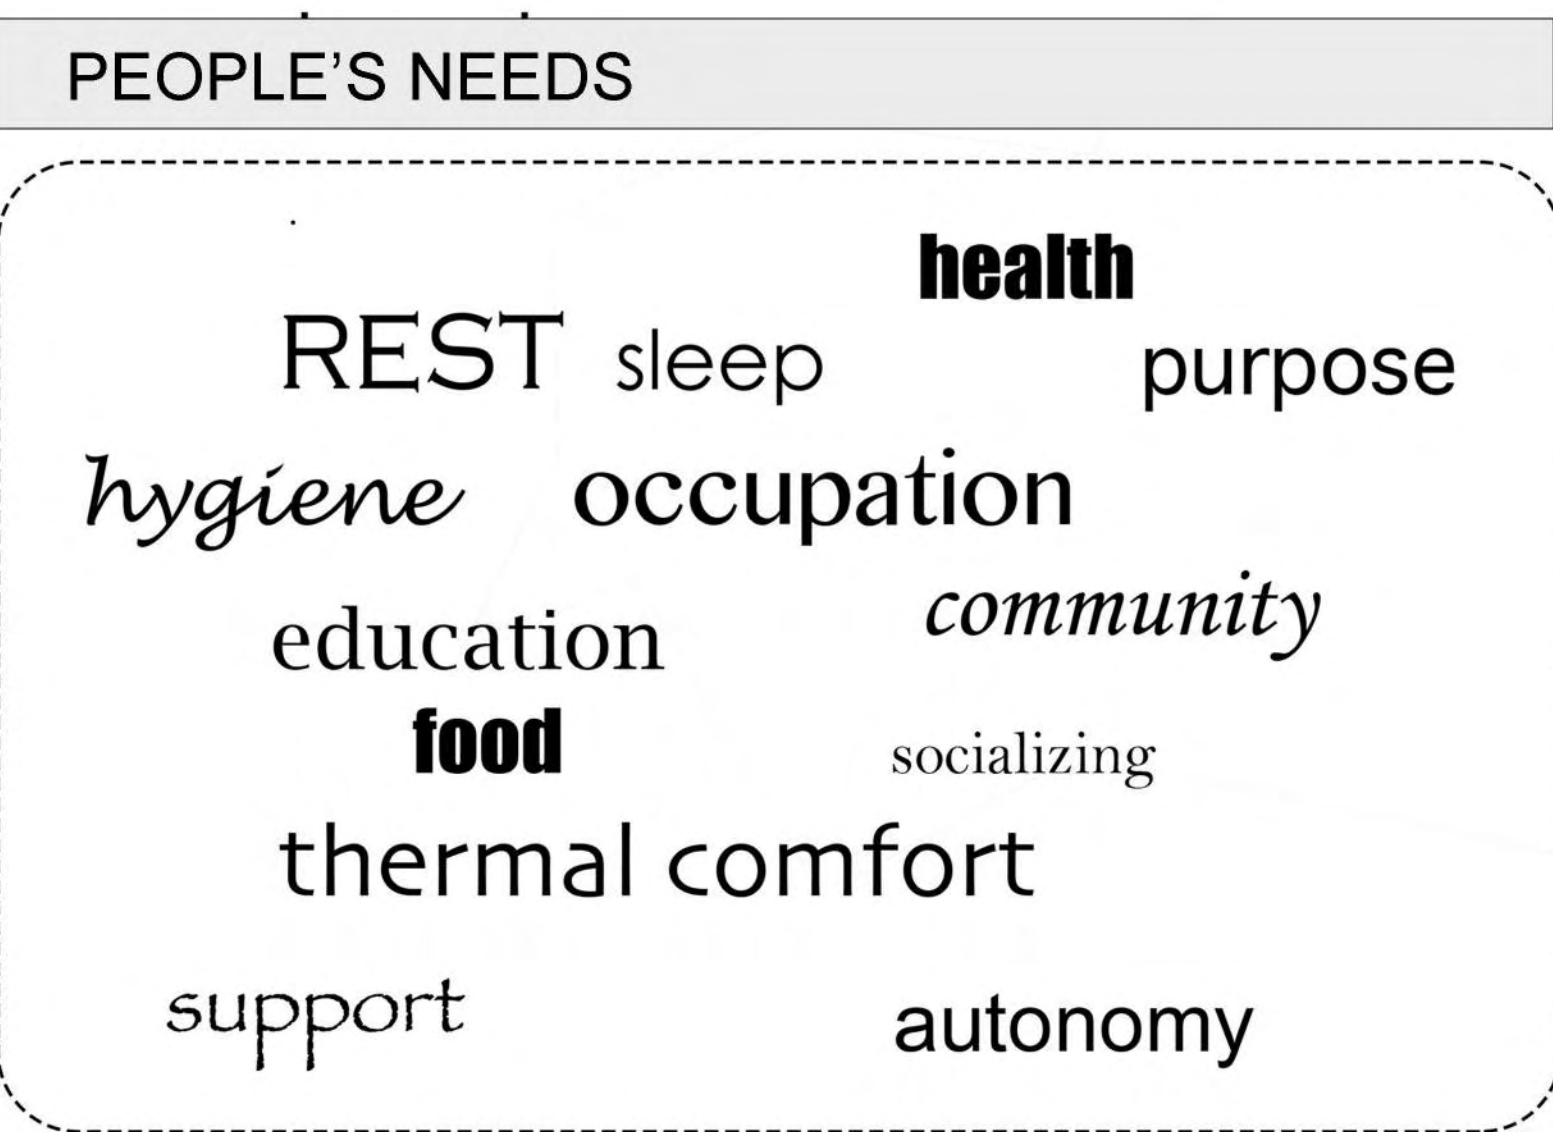 PEOPLE’S NEEDS
health
REST sleep
purpose
hygiene occupation
community
education
food
socializing
thermal comfort
support
autonomy